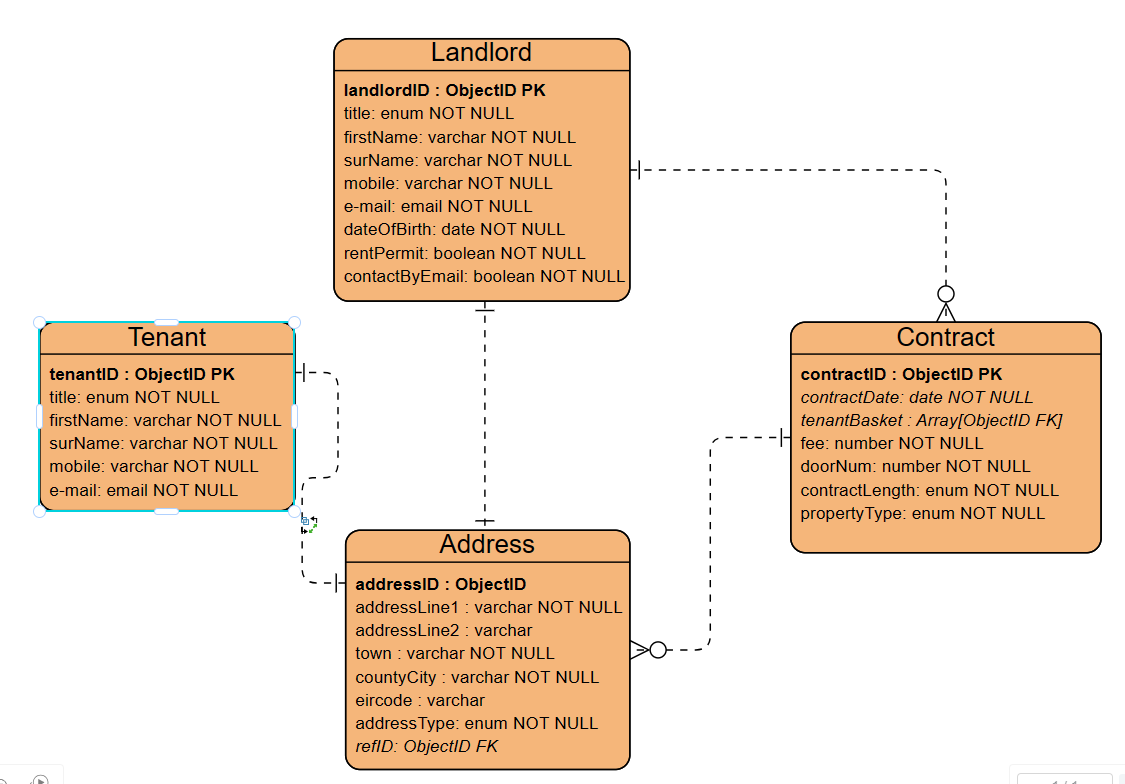 Landlord
landlordID : ObjectID PK
title: enum NOT NULL
firstName: varchar NOT NULL
surName: varchar NOT NULL
mobile: varchar NOT NULL
e-mail: email NOT NULL
dateOfBirth: date NOT NULL
rentPermit: boolean NOT NULL
contactByEmail: boolean NOT NULL
Tenant
tenantID : ObjectID PK
title: enum NOT NULL
firstName: varchar NOT NULL
surName: varchar NOT NULL
mobile: varchar NOT NULL
e-mail: email NOT NULL
Contract
contractID : ObjectID PK
contractDate: date NOT NULL
tenantBasket : Array[ObjectID FK]
fee: number NOT NULL
doorNum: number NOT NULL
contractLength: enum NOT NULL
propertyType: enum NOT NULL
Address
addressID : ObjectID
addressLine1 : varchar NOT NULL
addressLine2 : varchar
town : varchar NOT NULL
countyCity : varchar NOT NULL
eircode : varchar
addressType: enum NOT NULL
refID: ObjectID FK